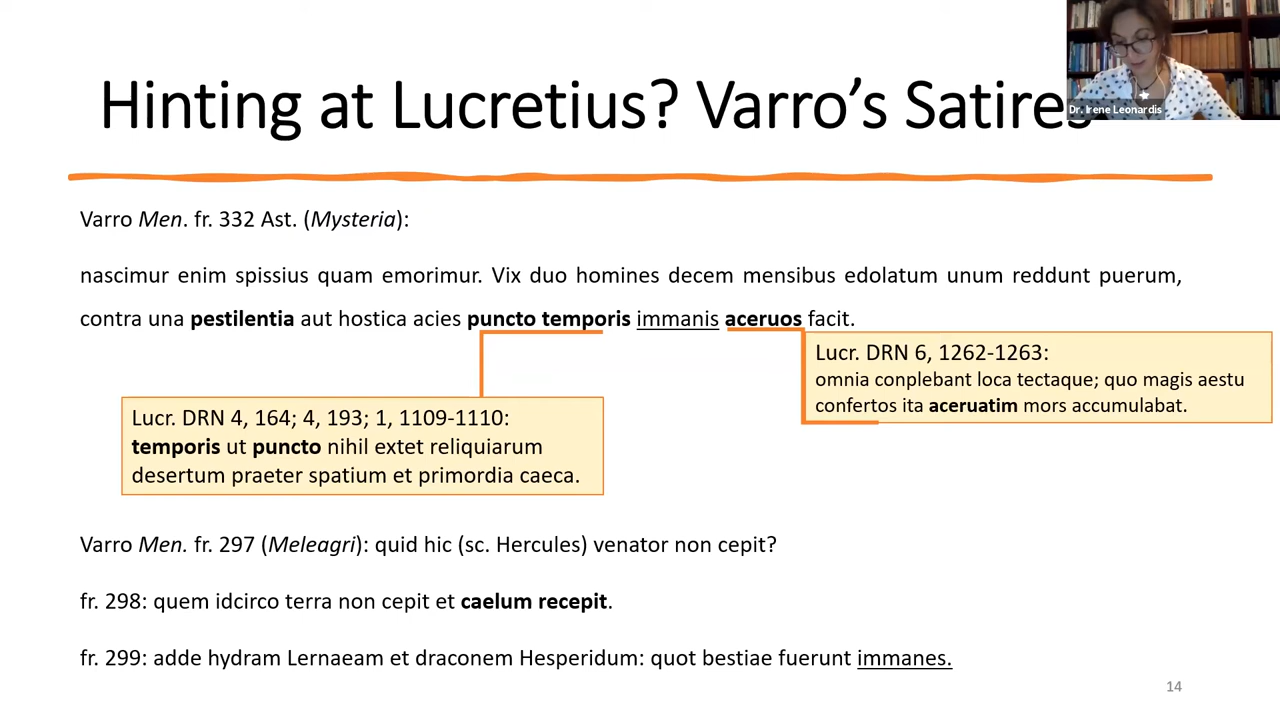 Hinting at Lucretius? Varro’s Satires
Dr. Irene Leonardis
Varro Men. fr. 332 Ast. (Mysteria):
nascimur enim spissius quam emorimur. Vix duo homines decem mensibus edolatum unum reddunt puerum,
contra una pestilentia aut hostica acies puncto temporis immanis aceruos facit.
Lucr. DRN 6, 1262-1263:
omnia conplebant loca tectaque; quo magis aestu
confertos ita aceruatim mors accumulabat.
Lucr. DRN 4, 164; 4, 193; 1, 1109-1110:
temporis ut puncto nihil extet reliquiarum
desertum praeter spatium et primordia caeca.
Varro Men. fr. 297 (Meleagri): quid hic (sc. Hercules) venator non cepit?
fr. 298: quem idcirco terra non cepit et caelum recepit.
fr. 299: adde hydram Lernaeam et draconem Hesperidum: quot bestiae fuerunt immanes.
14